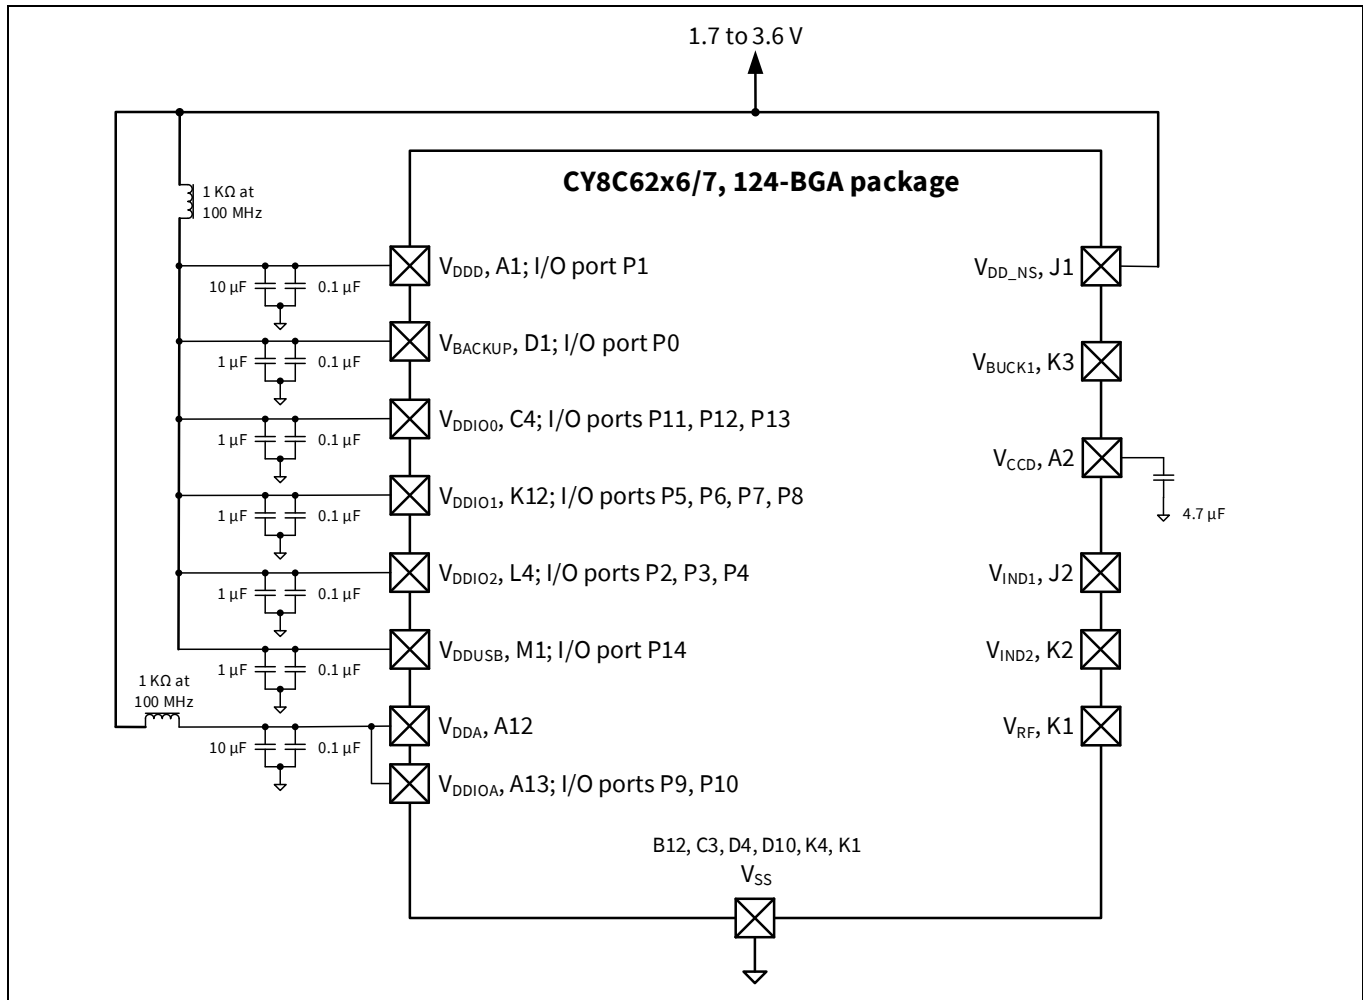 1.7 to 3.6 V
CY8C62x6/7, 124-BGA package
1 KΩ at
100 MHz
V_DDD, A1; I/O port P1
10 µF
0.1 µF
V_BACKUP, D1; I/O port P0
1 µF
0.1 µF
V_DDIO0, C4; I/O ports P11, P12, P13
1 µF
0.1 µF
V_DDIO1, K12; I/O ports P5, P6, P7, P8
1 µF
0.1 µF
V_DDIO2, L4; I/O ports P2, P3, P4
1 µF
0.1 µF
V_DDUSB, M1; I/O port P14
1 µF
0.1 µF
1 KΩ at
100 MHz
V_DDA, A12
10 µF
0.1 µF
V_DDIOA, A13; I/O ports P9, P10
V_DD_NS, J1
V_BUCK1, K3
V_CCD, A2
4.7 µF
V_IND1, J2
V_IND2, K2
V_RF, K1
B12, C3, D4, D10, K4, K1
V_SS